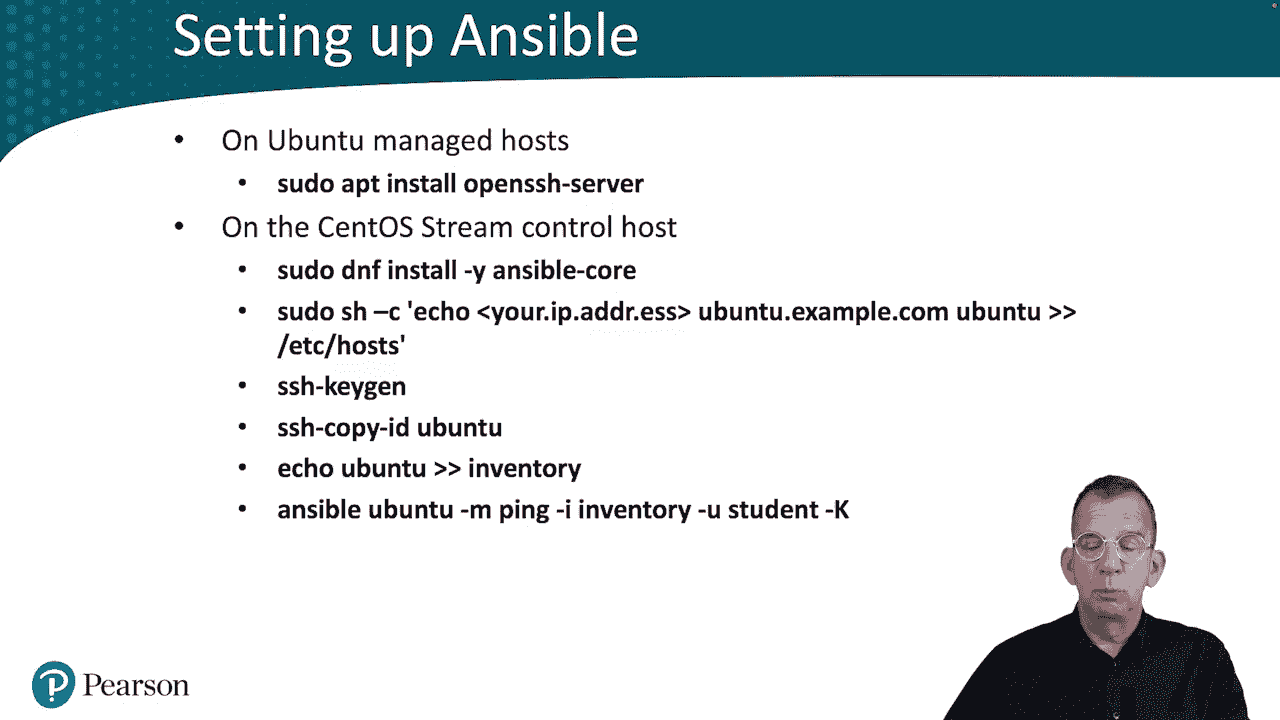 Setting up Ansible
• On Ubuntu managed hosts
• sudo apt install openssh-server
• On the CentOS Stream control host
• sudo dnf install -y ansible-core
• sudo sh –c 'echo <your.ip.addr.ess> ubuntu.example.com ubuntu >>
/etc/hosts'
• ssh-keygen
• ssh-copy-id ubuntu
• echo ubuntu >> inventory
• ansible ubuntu -m ping -i inventory -u student -K
Pearson